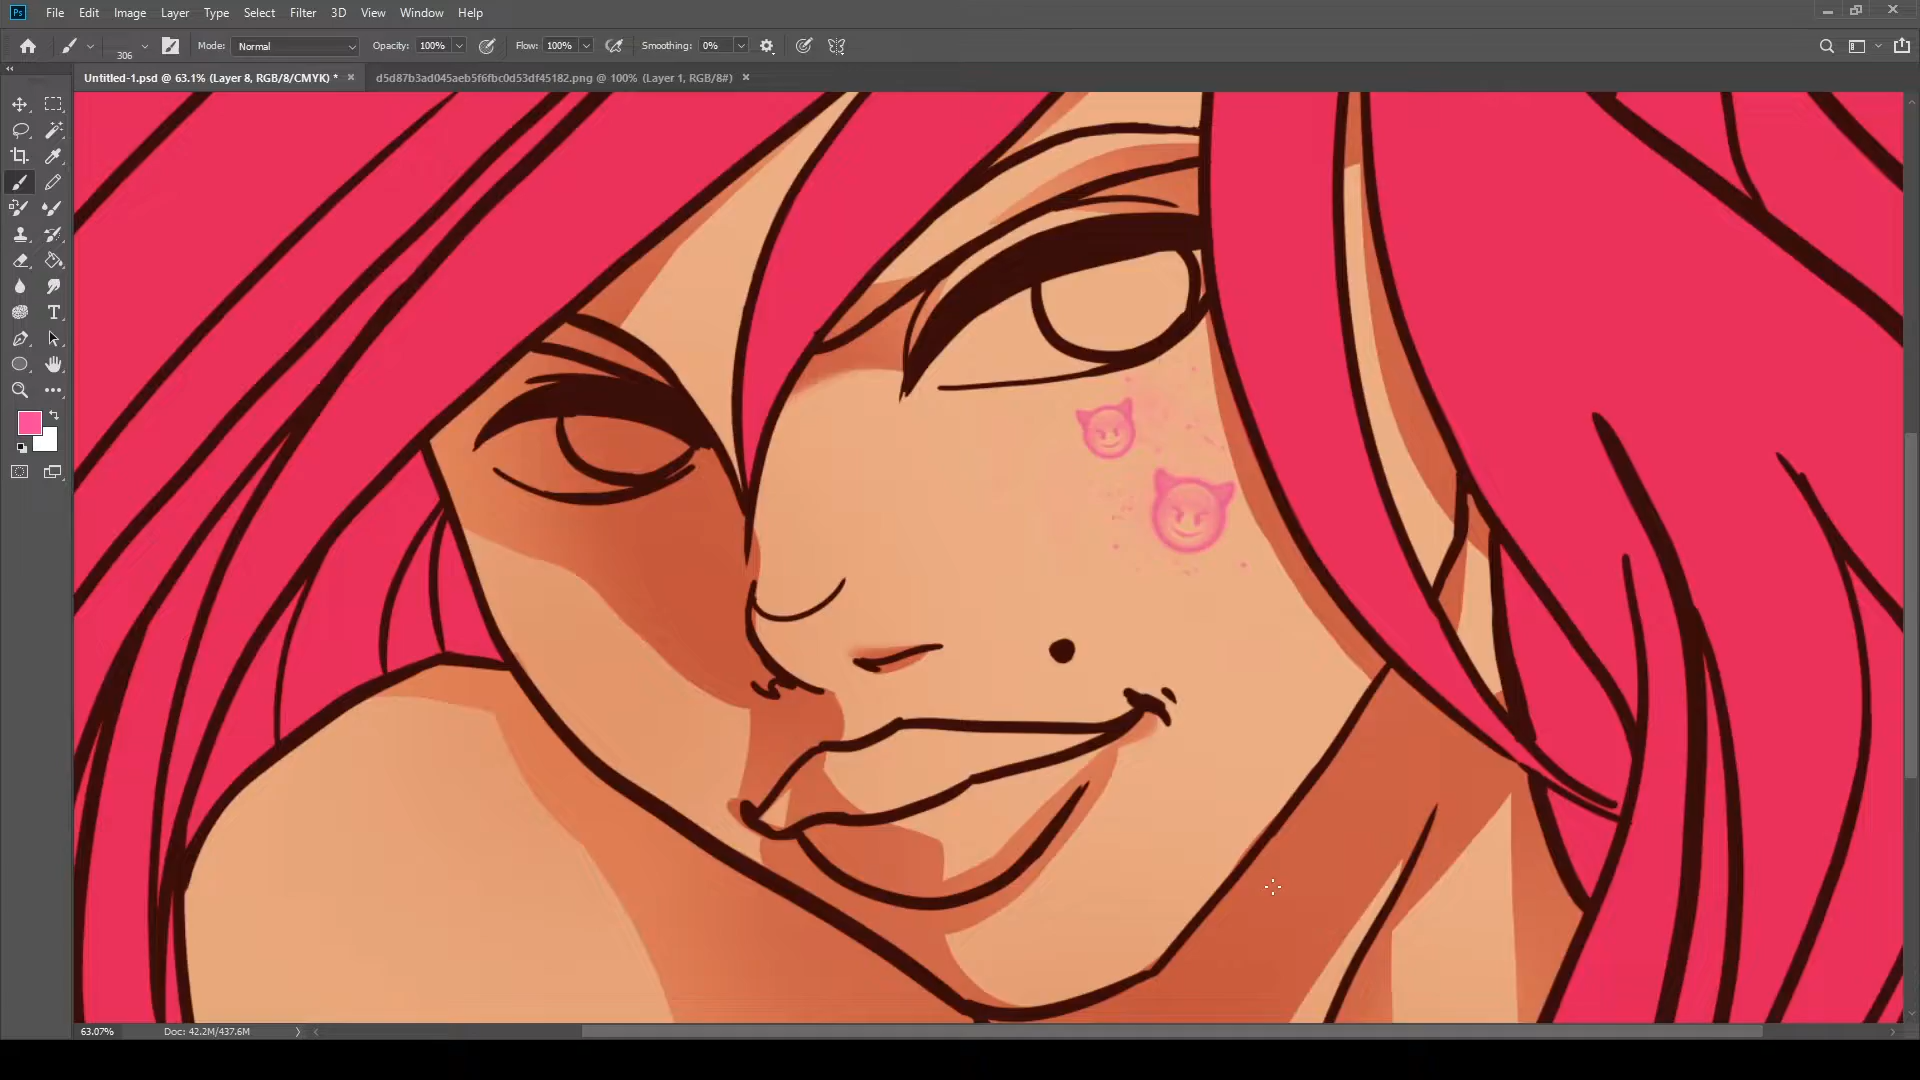 Ps File Edit Image Layer Type Select Filter 3D View Window Help
306 Mode: Normal Opacity: 100% Flow: 100% Smoothing: 0%
Untitled-1.psd @ 63.1% (Layer 8, RGB/8/CMYK) * d5d87b3ad045aeb5f6fbc0d53df45182.png @ 100% (Layer 1, RGB/8#)
T
63.07% Doc: 42.2M/437.6M